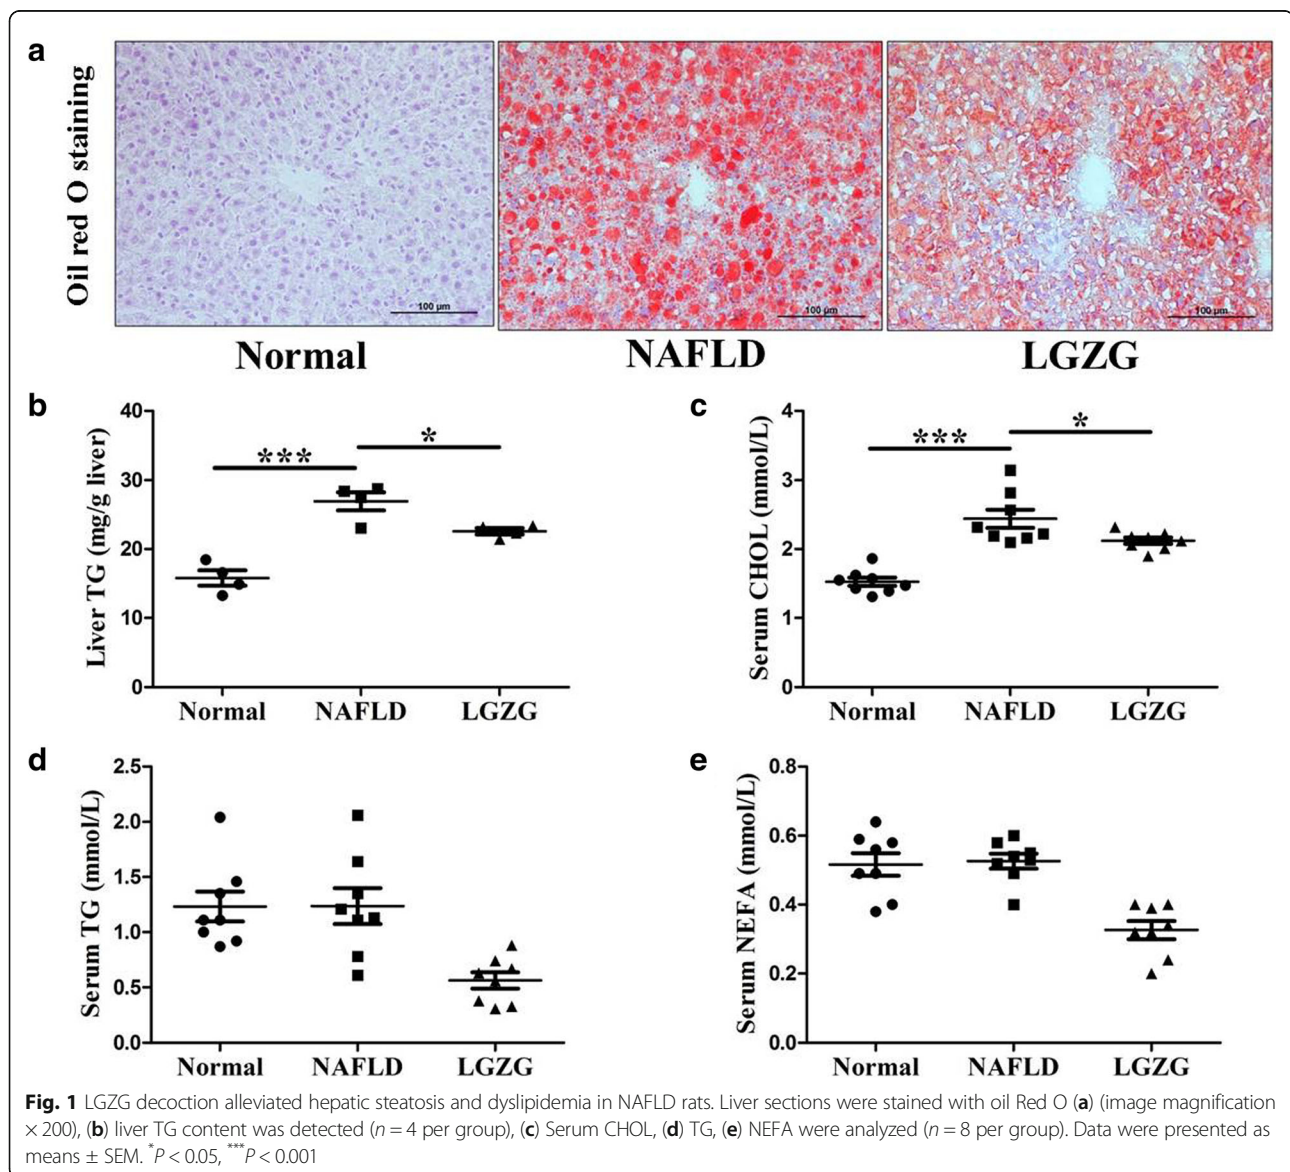 a
Oil red O staining
100 µm
100 µm
100 µm
Normal NAFLD LGZG
b
Liver TG (mg/g liver)
40
30
20
10
0
***
*
Normal NAFLD LGZG
c
Serum CHOL (mmol/L)
4
3
2
1
0
***
*
Normal NAFLD LGZG
d
Serum TG (mmol/L)
2.5
2.0
1.5
1.0
0.5
0.0
Normal NAFLD LGZG
e
Serum NEFA (mmol/L)
0.8
0.6
0.4
0.2
0.0
Normal NAFLD LGZG
Fig. 1 LGZG decoction alleviated hepatic steatosis and dyslipidemia in NAFLD rats. Liver sections were stained with oil Red O (a) (image magnification
× 200), (b) liver TG content was detected (n = 4 per group), (c) Serum CHOL, (d) TG, (e) NEFA were analyzed (n = 8 per group). Data were presented as
means ± SEM. *P < 0.05, ***P < 0.001